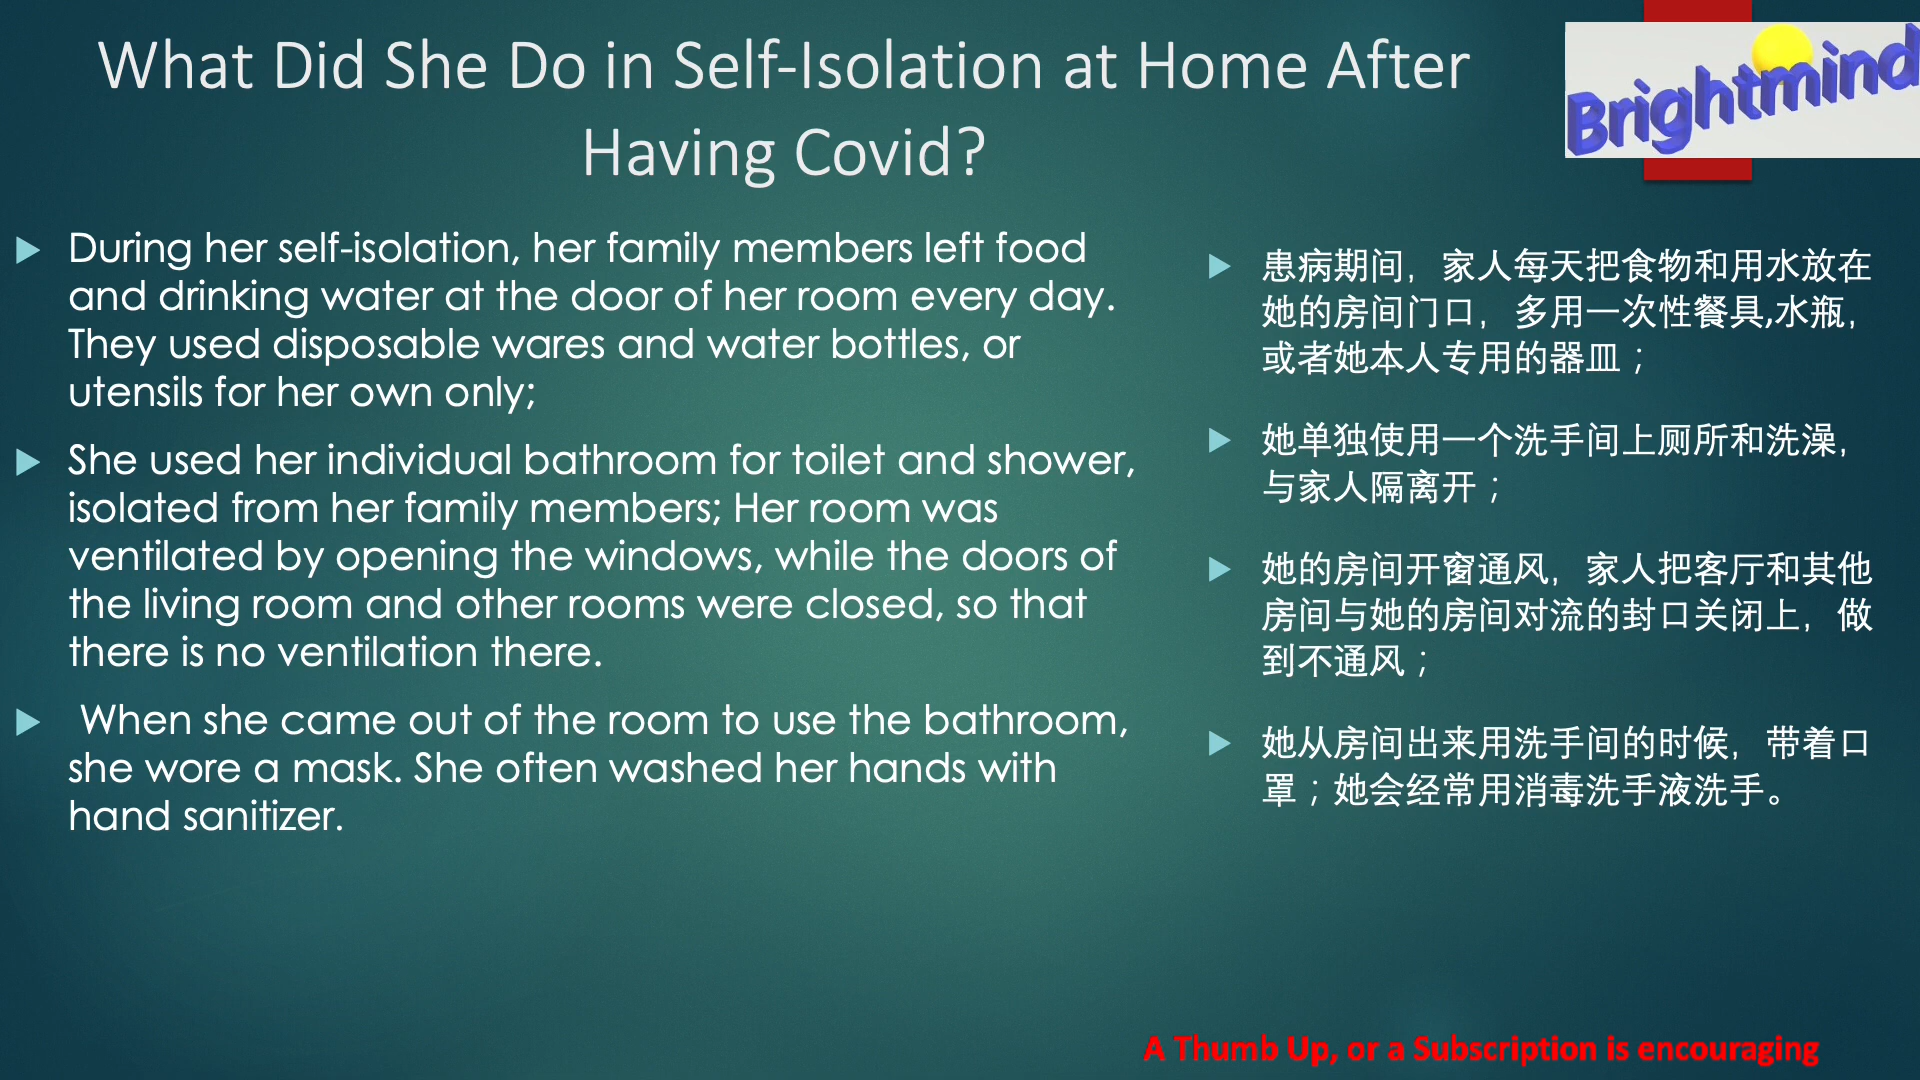 What Did She Do in Self-Isolation at Home After
Having Covid?
Brightmind
During her self-isolation, her family members left food
and drinking water at the door of her room every day.
They used disposable wares and water bottles, or
utensils for her own only;
She used her individual bathroom for toilet and shower,
isolated from her family members; Her room was
ventilated by opening the windows, while the doors of
the living room and other rooms were closed, so that
there is no ventilation there.
When she came out of the room to use the bathroom,
she wore a mask. She often washed her hands with
hand sanitizer.
患病期间，家人每天把食物和用水放在
她的房间门口，多用一次性餐具,水瓶，
或者她本人专用的器皿；
她单独使用一个洗手间上厕所和洗澡，
与家人隔离开；
她的房间开窗通风，家人把客厅和其他
房间与她的房间对流的封口关闭上，做
到不通风；
她从房间出来用洗手间的时候，带着口
罩；她会经常用消毒洗手液洗手。
A Thumb Up, or a Subscription is encouraging